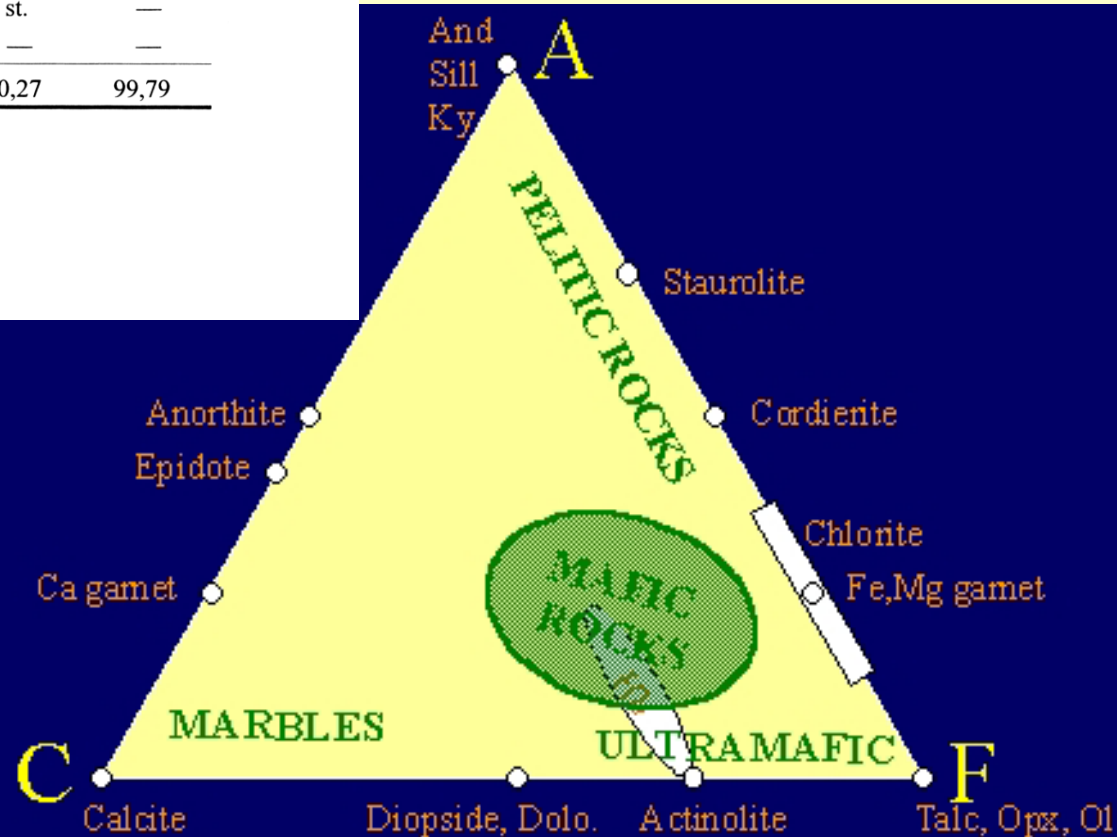 st. —
— —
0,27 99,79
And
Sill
Ky
A
PELITIC ROCKS
Staurolite
Anorthite
Cordierite
Epidote
Chlorite
Ca garnet
Fe,Mg garnet
MAFIC
ROCKS
MARBLES
ULTRAMAFIC
C
F
Calcite
Diopside, Dolo.
Actinolite
Talc, Opx, Ol